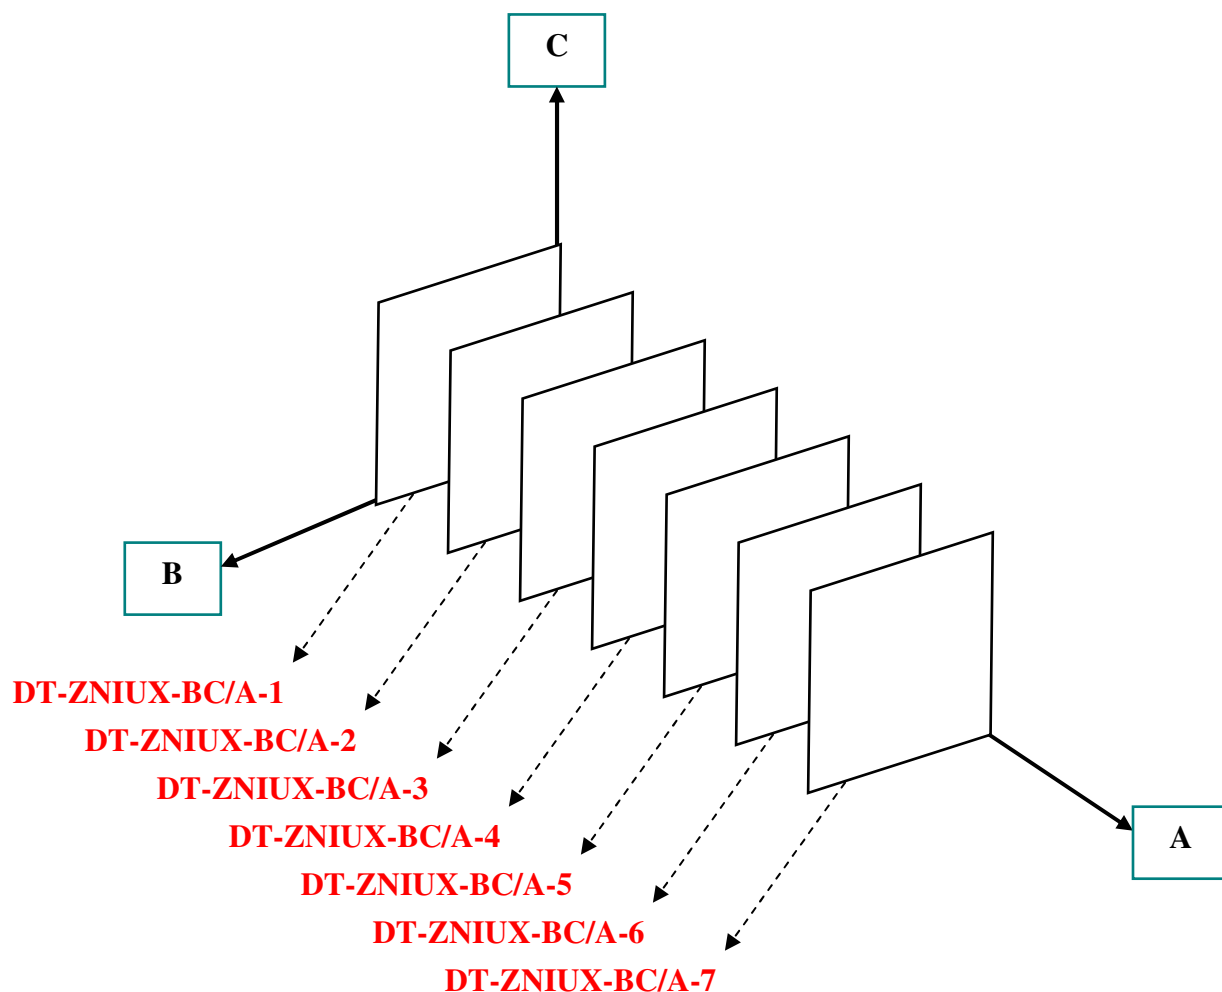 C
B
DT-ZNIUX-BC/A-1
DT-ZNIUX-BC/A-2
DT-ZNIUX-BC/A-3
DT-ZNIUX-BC/A-4
A
DT-ZNIUX-BC/A-5
DT-ZNIUX-BC/A-6
DT-ZNIUX-BC/A-7